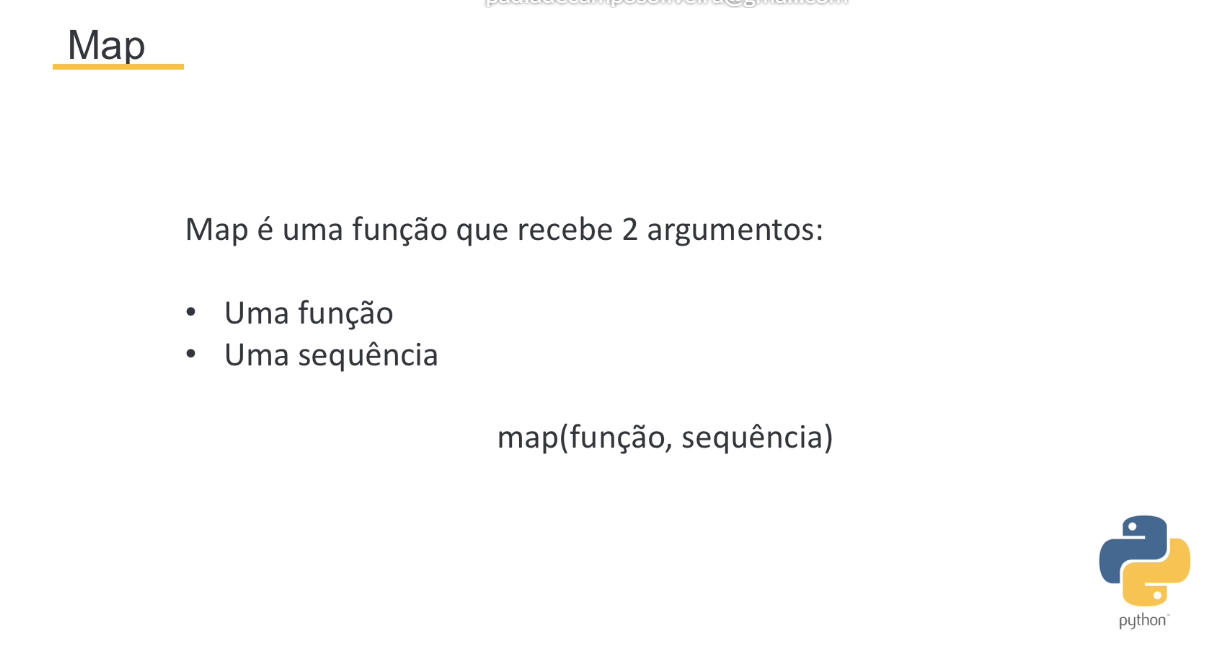 Map
Map é uma função que recebe 2 argumentos:
• Uma função
• Uma sequência
map(função, sequência)
python